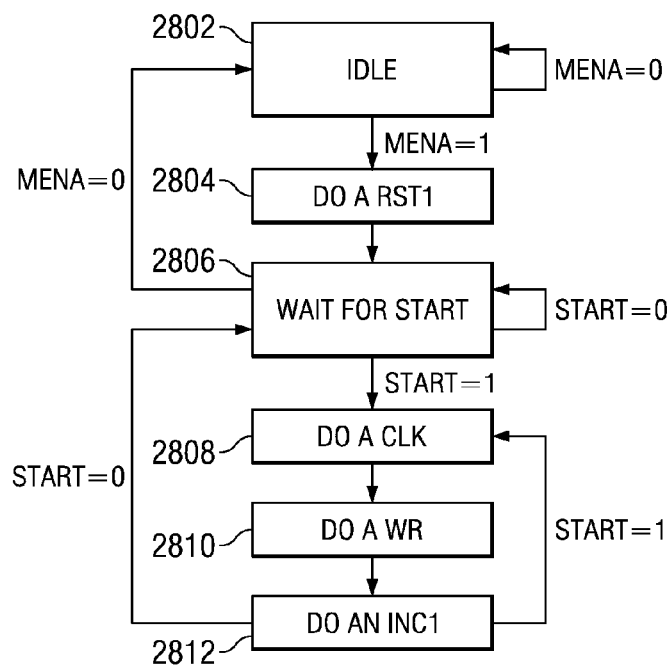 2802
IDLE
MENA=0
MENA=1
MENA=0
2804
DO A RST1
2806
WAIT FOR START
START=0
START=1
2808
DO A CLK
START=0
2810
DO A WR
START=1
DO AN INC1
2812